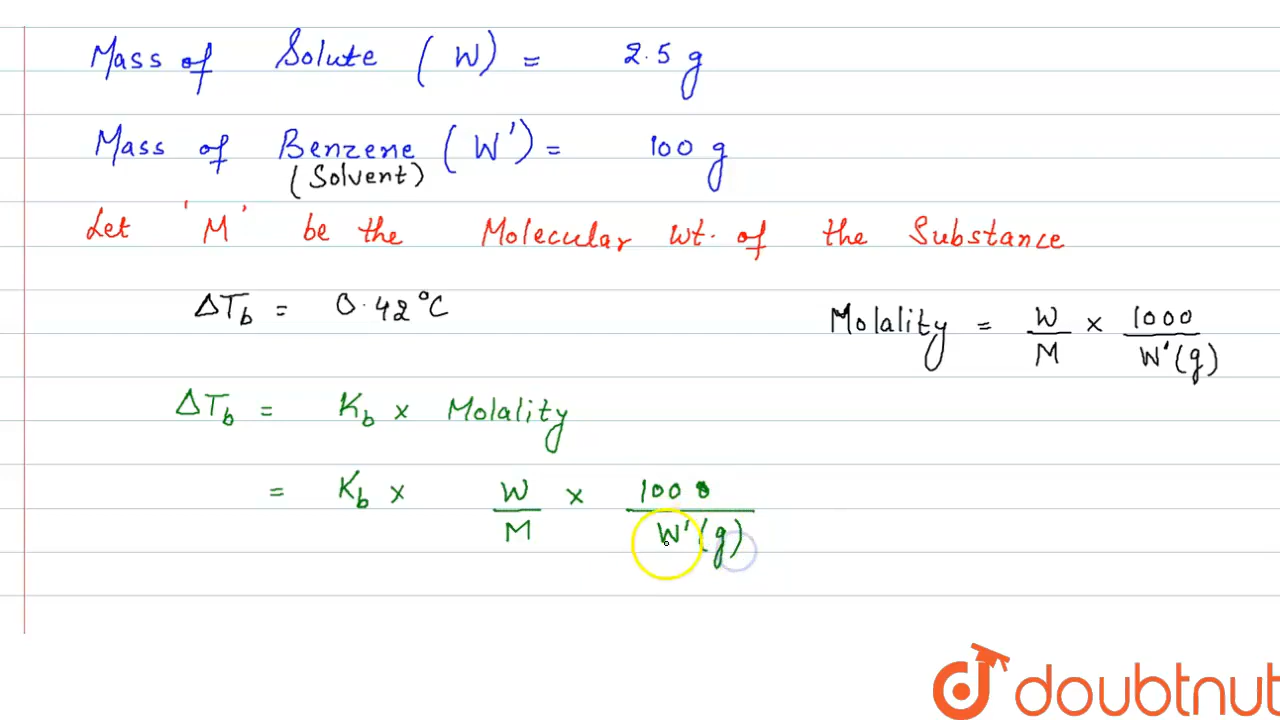 Mass of Solute (W) = 2.5 g
Mass of Benzene (W') = 100 g
(Solvent)
Let 'M' be the Molecular wt. of the Substance
ΔTb = 0.42°C
Molality = W/M × 1000/W'(g)
ΔTb = Kb × Molality
= Kb × W/M × 1000/W'(g)
doubtnut